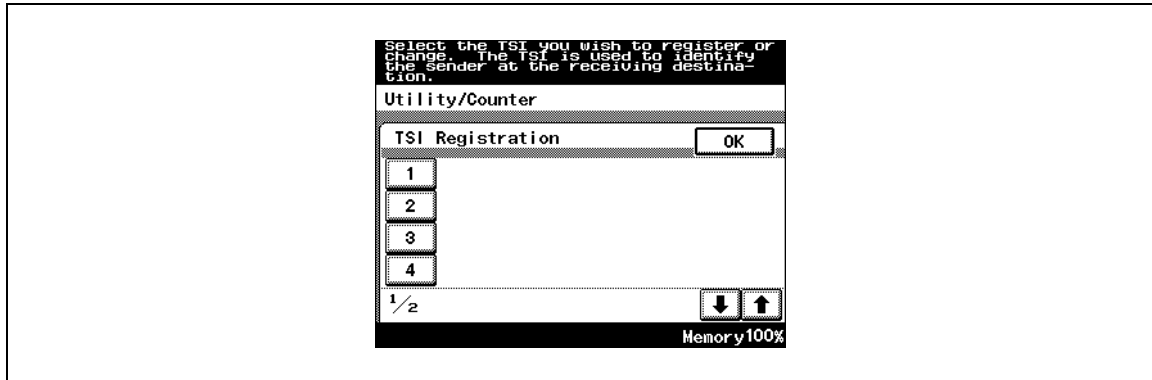 Select the TSI you wish to register or
change. The TSI is used to identify
the sender at the receiving destina-
tion.
Utility/Counter
TSI Registration
OK
1
2
3
4
1/2
Memory100%